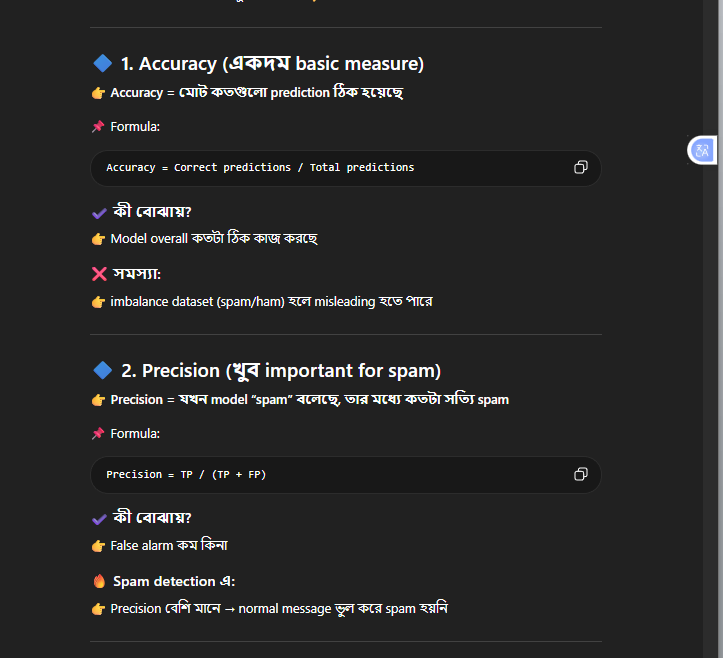 1. Accuracy (একদম basic measure)
👉 Accuracy = মোট কতগুলো prediction ঠিক হয়েছে
📌 Formula:
Accuracy = Correct predictions / Total predictions
✔ কী বোঝায়?
👉 Model overall কতটা ঠিক কাজ করছে
❌ সমস্যা:
👉 imbalance dataset (spam/ham) হলে misleading হতে পারে
🔷 2. Precision (খুব important for spam)
👉 Precision = যখন model “spam” বলেছে, তার মধ্যে কতটা সত্যি spam
📌 Formula:
Precision = TP / (TP + FP)
✔ কী বোঝায়?
👉 False alarm কম কিনা
🔥 Spam detection এ:
👉 Precision বেশি মানে → normal message ভুল করে spam হয়নি